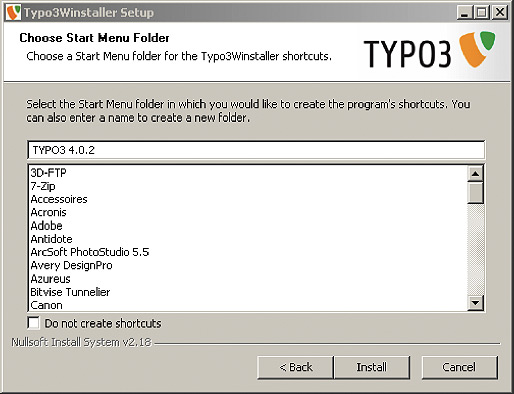 Typo3Winstaller Setup
Choose Start Menu Folder
Choose a Start Menu folder for the Typo3Winstaller shortcuts.
TYPO3
Select the Start Menu folder in which you would like to create the program's shortcuts. You
can also enter a name to create a new folder.
TYPO3 4.0.2
3D-FTP
7-Zip
Accessoires
Acronis
Adobe
Antidote
ArcSoft PhotoStudio 5.5
Avery DesignPro
Azureus
Bitvise Tunnelier
Canon
Do not create shortcuts
Nullsoft Install System v2.18
< Back
Install
Cancel